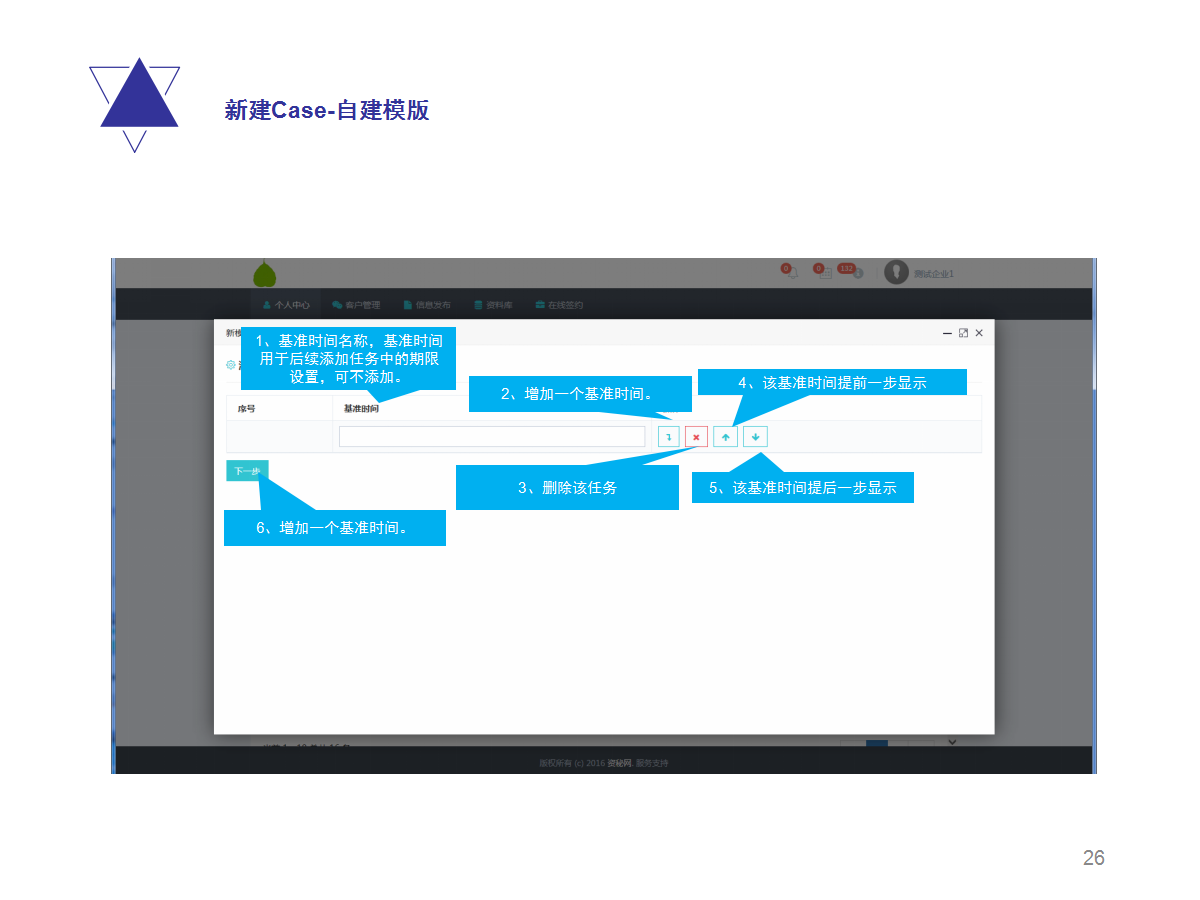 新建Case-自建模版
0
0
132
测试企业1
个人中心
客户管理
信息发布
资料库
在线签约
1、基准时间名称，基准时间
用于后续添加任务中的期限
设置，可不添加。
2、增加一个基准时间。
4、该基准时间提前一步显示
序号
基准时间
3、删除该任务
5、该基准时间提后一步显示
下一步
6、增加一个基准时间。
版权所有 (c) 2016 资秘网. 服务支持
26